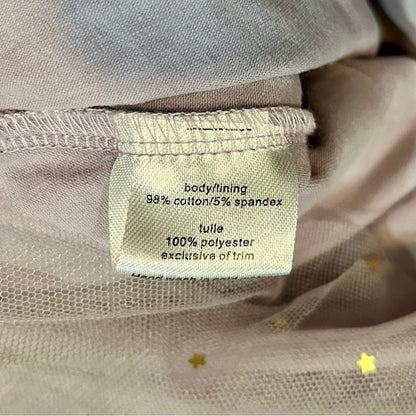 body/lining
98% cotton/5% spandex
tulle
100% polyester
exclusive of trim